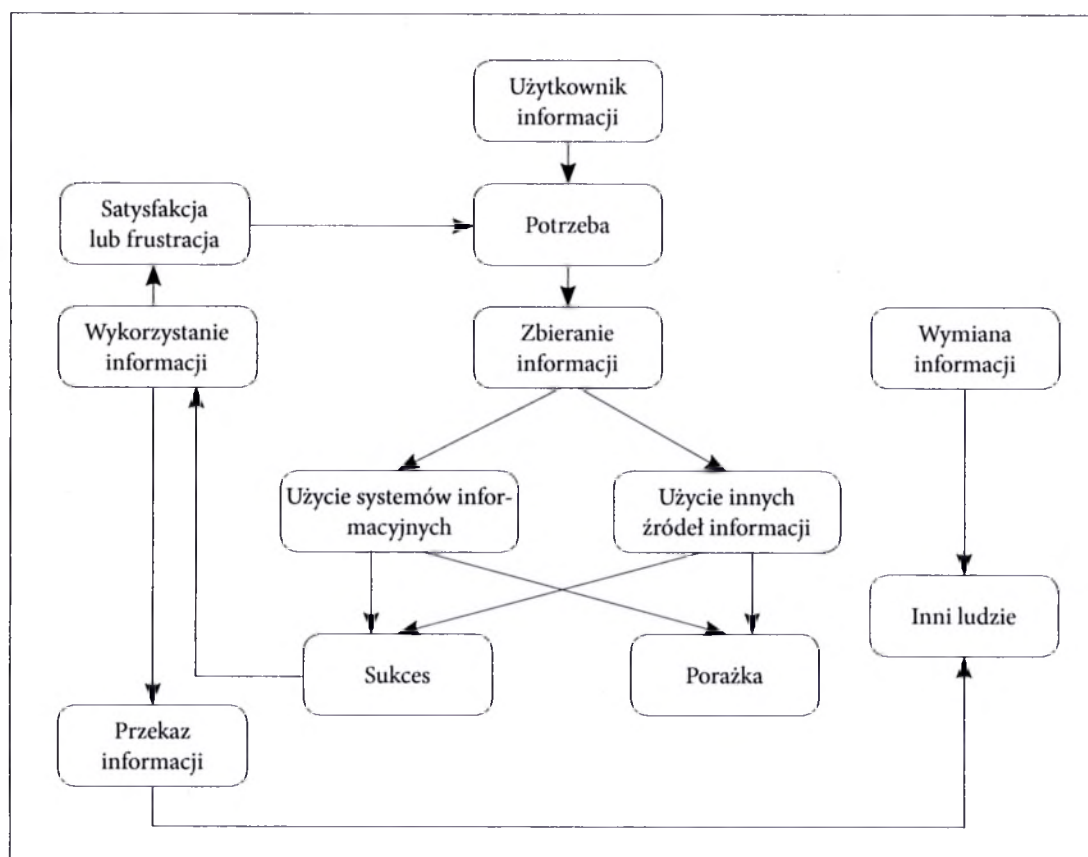 Użytkownik
informacji
Satysfakcja
lub frustracja
Potrzeba
Wykorzystanie
informacji
Zbieranie
informacji
Wymiana
informacji
Użycie systemów infor-
macyjnych
Użycie innych
źródeł informacji
Inni ludzie
Sukces
Porażka
Przekaz
informacji